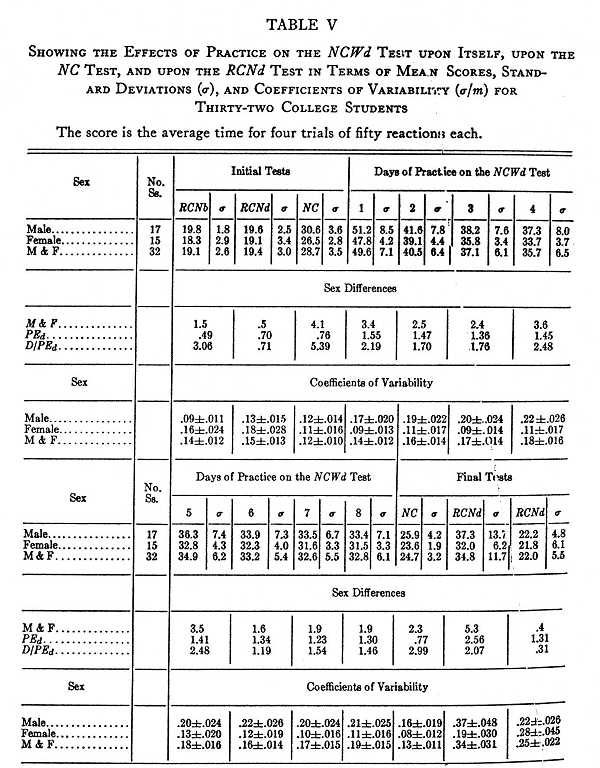 TABLE V
SHOWING THE EFFECTS OF PRACTICE ON THE NCWd TEST UPON ITSELF, UPON THE
NC TEST, AND UPON THE RCNd TEST IN TERMS OF MEAN SCORES, STAND-
ARD DEVIATIONS (σ), AND COEFFICIENTS OF VARIABILITY (σ/m) FOR
THIRTY-TWO COLLEGE STUDENTS
The score is the average time for four trials of fifty reactions each.
Sex No. Ss. Initial Tests Days of Practice on the NCWd Test
RCNb σ RCNd σ NC σ 1 σ 2 σ 3 σ 4 σ
Male............... 17 19.8 1.8 19.6 2.5 30.6 3.6 51.2 8.5 41.6 7.8 38.2 7.6 37.3 8.0
Female............. 15 18.3 2.9 19.1 3.4 26.5 2.8 47.8 4.2 39.1 4.4 35.8 3.4 33.7 3.7
M & F.............. 32 19.1 2.6 19.4 3.0 28.7 3.5 49.6 7.1 40.5 6.4 37.1 6.1 35.7 6.5
Sex Differences
M & F.............. 1.5 .5 4.1 3.4 2.5 2.4 3.6
PEd................ .49 .70 .76 1.55 1.47 1.36 1.45
D/PEd.............. 3.06 .71 5.39 2.19 1.70 1.76 2.48
Sex Coefficients of Variability
Male............... .09±.011 .13±.015 .12±.014 .17±.020 .19±.022 .20±.024 .22±.026
Female............. .16±.024 .18±.028 .11±.016 .09±.013 .11±.017 .09±.014 .11±.017
M & F.............. .14±.012 .15±.013 .12±.010 .14±.012 .16±.014 .17±.014 .18±.016
Sex No. Ss. Days of Practice on the NCWd Test Final Tests
5 σ 6 σ 7 σ 8 σ NC σ RCNd σ RCNd σ
Male............... 17 36.3 7.4 33.9 7.3 33.5 6.7 33.4 7.1 25.9 4.2 37.3 13.7 22.2 4.8
Female............. 15 32.8 4.3 32.3 4.0 31.6 3.3 31.5 3.3 23.6 1.9 32.0 6.2 21.8 6.1
M & F.............. 32 34.9 6.2 33.2 5.4 32.6 5.5 32.8 6.1 24.7 3.2 34.8 11.7 22.0 5.5
Sex Differences
M & F.............. 3.5 1.6 1.9 1.9 2.3 5.3 .4
PEd................ 1.41 1.34 1.23 1.30 .77 2.56 1.31
D/PEd.............. 2.48 1.19 1.54 1.46 2.99 2.07 .31
Sex Coefficients of Variability
Male............... .20±.024 .22±.026 .20±.024 .21±.025 .16±.019 .37±.048 .22±.026
Female............. .13±.020 .12±.019 .10±.016 .11±.016 .08±.012 .19±.030 .28±.045
M & F.............. .18±.016 .16±.014 .17±.015 .19±.015 .13±.011 .34±.031 .25±.022